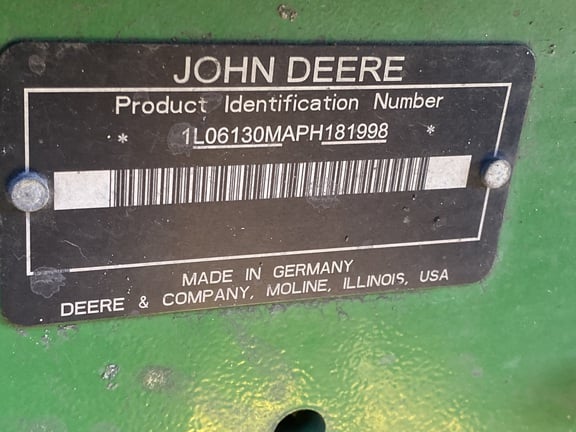 JOHN DEERE
Product Identification Number
* 1L06130MAPH181998 *
MADE IN GERMANY
DEERE & COMPANY, MOLINE, ILLINOIS, USA